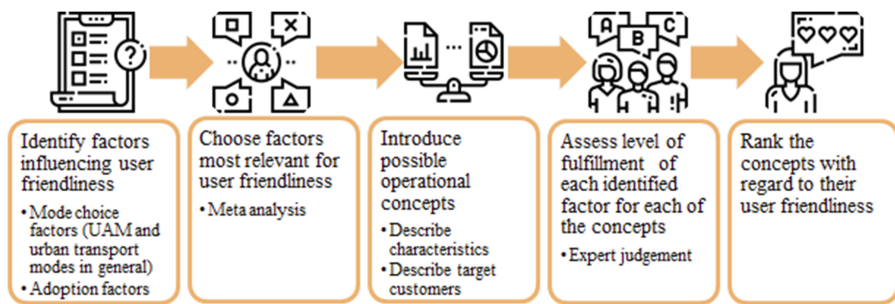 A
B
C
Identify factors
influencing user
friendliness
• Mode choice
factors (UAM and
urban transport
modes in general)
• Adoption factors
Choose factors
most relevant for
user friendliness
• Meta analysis
Introduce
possible
operational
concepts
• Describe
characteristics
• Describe target
customers
Assess level of
fulfillment of
each identified
factor for each of
the concepts
• Expert judgement
Rank the
concepts with
regard to their
user friendliness